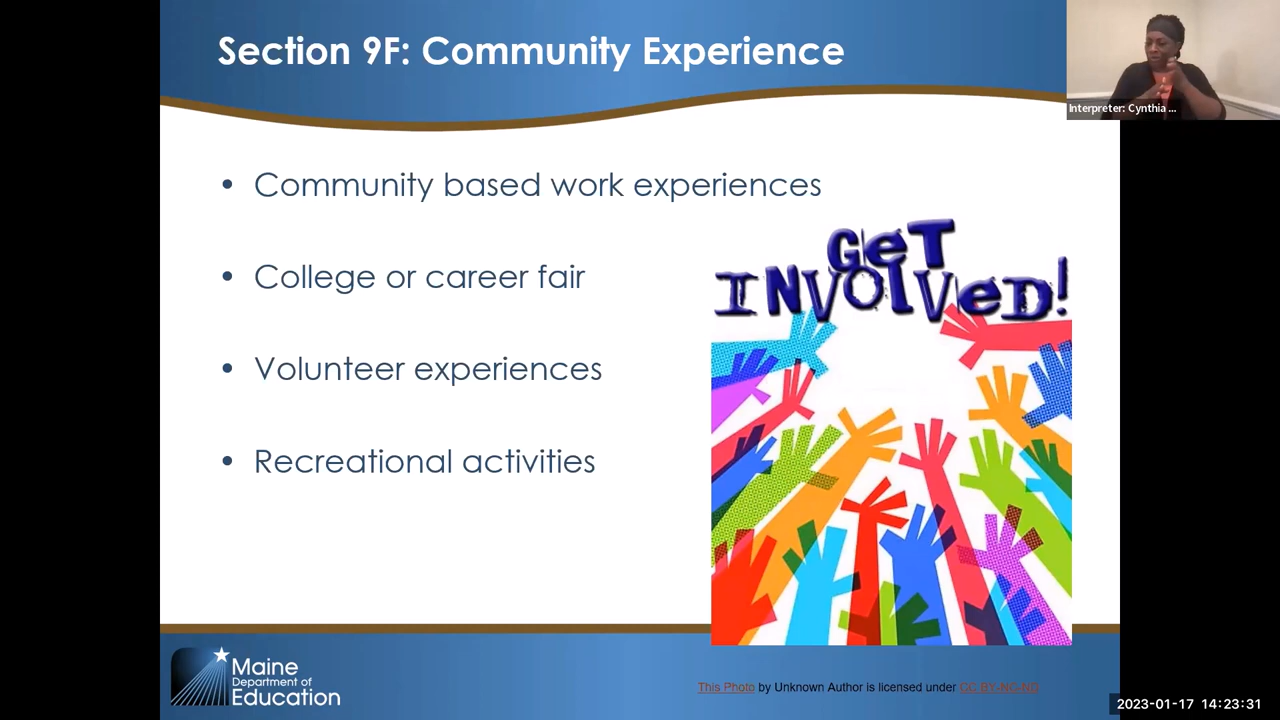 Section 9F: Community Experience
Interpreter: Cynthia ...
• Community based work experiences
• College or career fair
• Volunteer experiences
• Recreational activities
GeT
INVOlVeD!
Maine
Department of
Education
This Photo by Unknown Author is licensed under CC BY-NC-ND
2023-01-17 14:23:31